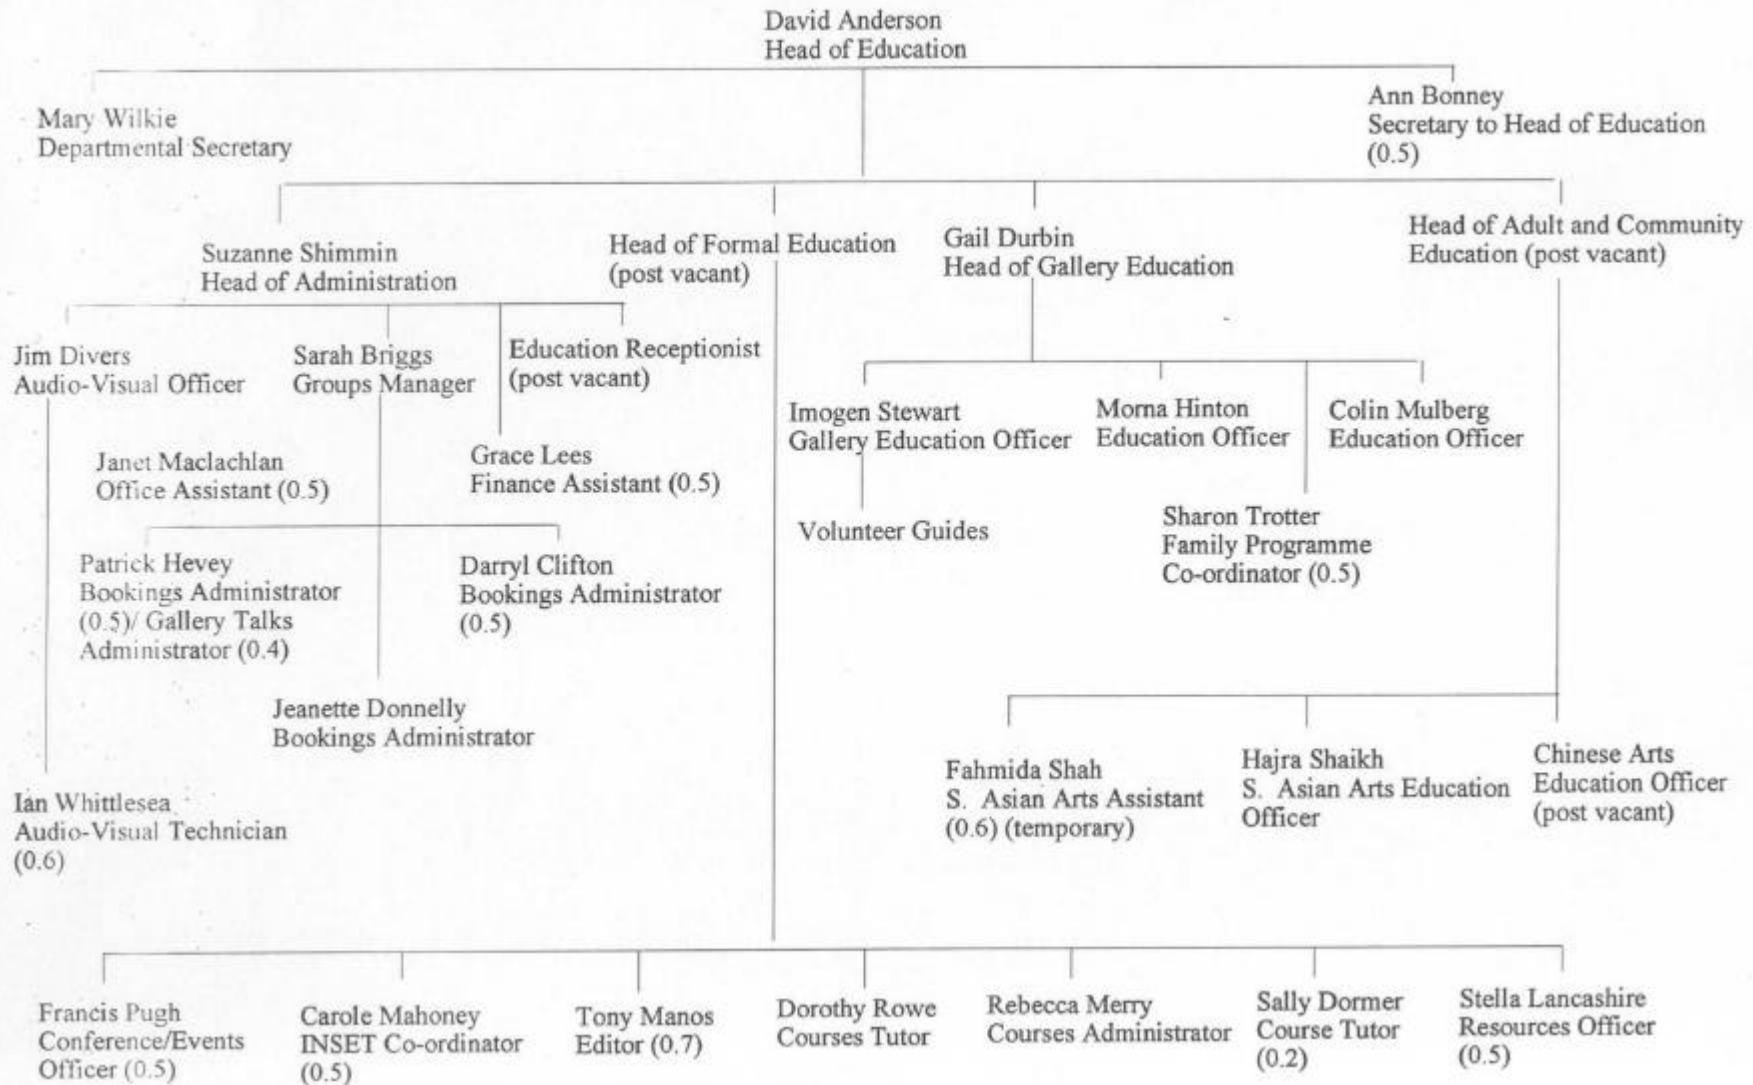 David Anderson
Head of Education
Mary Wilkie
Departmental Secretary
Ann Bonney
Secretary to Head of Education
(0.5)
Suzanne Shimmin
Head of Administration
Head of Formal Education
(post vacant)
Gail Durbin
Head of Gallery Education
Head of Adult and Community
Education (post vacant)
Jim Divers
Audio-Visual Officer
Sarah Briggs
Groups Manager
Education Receptionist
(post vacant)
Imogen Stewart
Gallery Education Officer
Morna Hinton
Education Officer
Colin Mulberg
Education Officer
Janet Maclachlan
Office Assistant (0.5)
Grace Lees
Finance Assistant (0.5)
Volunteer Guides
Sharon Trotter
Family Programme
Co-ordinator (0.5)
Patrick Hevey
Bookings Administrator
(0.5)/ Gallery Talks
Administrator (0.4)
Darryl Clifton
Bookings Administrator
(0.5)
Jeanette Donnelly
Bookings Administrator
Fahmida Shah
S. Asian Arts Assistant
(0.6) (temporary)
Hajra Shaikh
S. Asian Arts Education
Officer
Chinese Arts
Education Officer
(post vacant)
Ian Whittlesea
Audio-Visual Technician
(0.6)
Francis Pugh
Conference/Events
Officer (0.5)
Carole Mahoney
INSET Co-ordinator
(0.5)
Tony Manos
Editor (0.7)
Dorothy Rowe
Courses Tutor
Rebecca Merry
Courses Administrator
Sally Dormer
Course Tutor
(0.2)
Stella Lancashire
Resources Officer
(0.5)